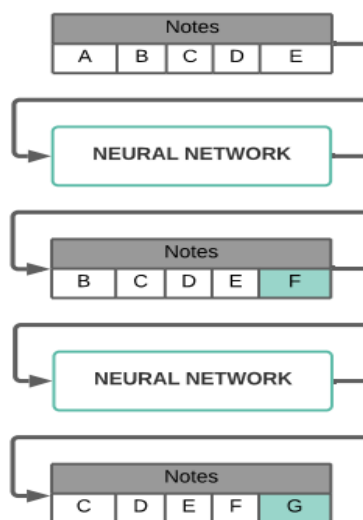 Notes
A B C D E
NEURAL NETWORK
Notes
B C D E F
NEURAL NETWORK
Notes
C D E F G